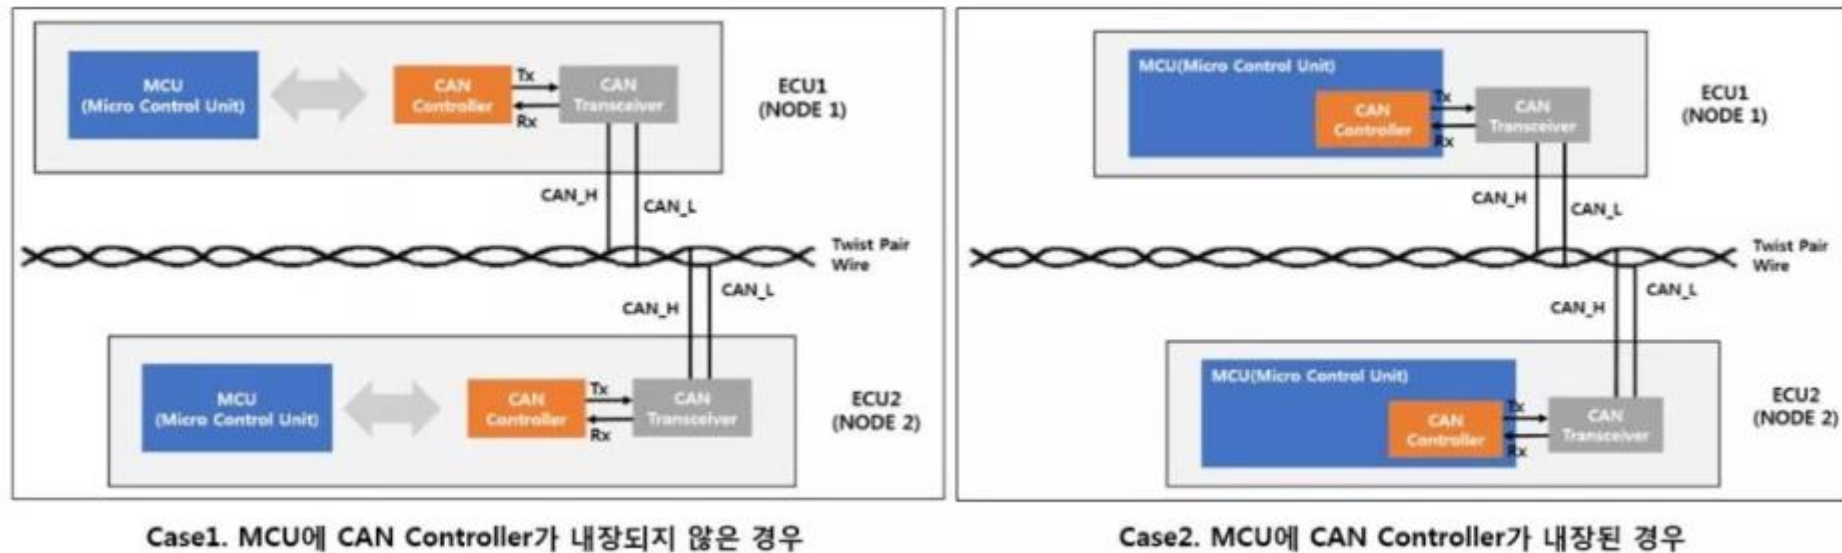 MCU
(Micro Control Unit)
CAN
Controller
Tx
Rx
CAN
Transceiver
ECU1
(NODE 1)
CAN_H
CAN_L
Twist Pair
Wire
CAN_L
CAN_H
MCU
(Micro Control Unit)
CAN
Controller
Tx
Rx
CAN
Transceiver
ECU2
(NODE 2)
Case1. MCU에 CAN Controller가 내장되지 않은 경우
MCU(Micro Control Unit)
CAN
Controller
Tx
Rx
CAN
Transceiver
ECU1
(NODE 1)
CAN_H
CAN_L
Twist Pair
Wire
CAN_L
CAN_H
MCU(Micro Control Unit)
CAN
Controller
Tx
Rx
CAN
Transceiver
ECU2
(NODE 2)
Case2. MCU에 CAN Controller가 내장된 경우